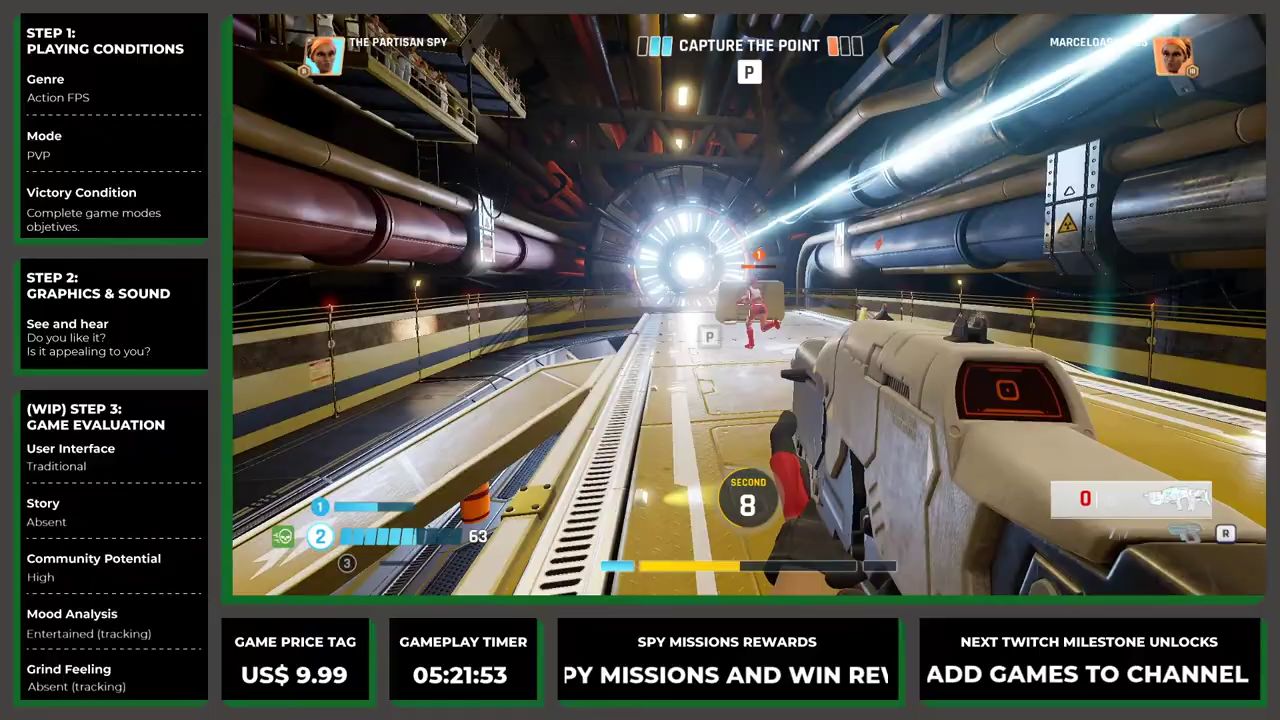 STEP 1:
PLAYING CONDITIONS
Genre
Action FPS
Mode
PVP
Victory Condition
Complete game modes
objetives.
STEP 2:
GRAPHICS & SOUND
See and hear
Do you like it?
Is it appealing to you?
(WIP) STEP 3:
GAME EVALUATION
User Interface
Traditional
Story
Absent
Community Potential
High
Mood Analysis
Entertained (tracking)
Grind Feeling
Absent (tracking)
THE PARTISAN SPY
CAPTURE THE POINT
P
1
P
SECOND
8
1
2
63
3
0
R
GAME PRICE TAG
US$ 9.99
GAMEPLAY TIMER
05:21:53
SPY MISSIONS REWARDS
PY MISSIONS AND WIN REV
NEXT TWITCH MILESTONE UNLOCKS
ADD GAMES TO CHANNEL